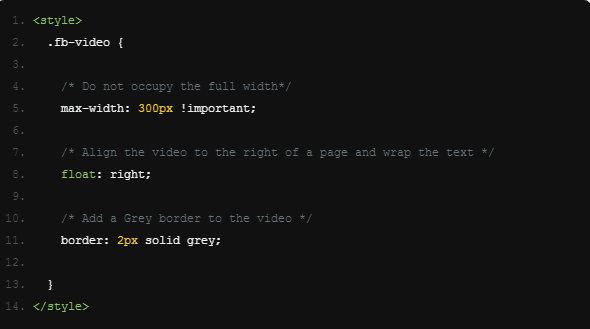 1. <style>
2. .fb-video {
3.
4. /* Do not occupy the full width*/
5. max-width: 300px !important;
6.
7. /* Align the video to the right of a page and wrap the text */
8. float: right;
9.
10. /* Add a Grey border to the video */
11. border: 2px solid grey;
12.
13. }
14. </style>